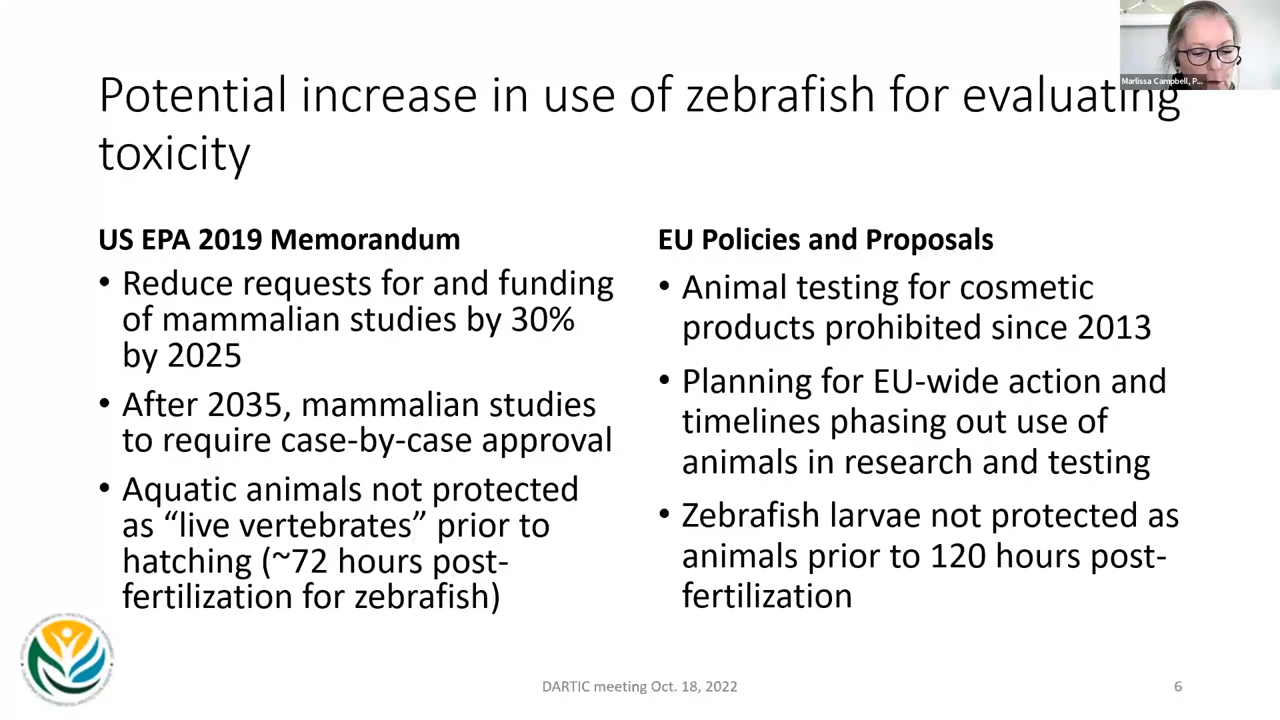 Marlissa Campbell, P...
Potential increase in use of zebrafish for evaluating
toxicity
US EPA 2019 Memorandum
• Reduce requests for and funding
of mammalian studies by 30%
by 2025
• After 2035, mammalian studies
to require case-by-case approval
• Aquatic animals not protected
as “live vertebrates” prior to
hatching (~72 hours post-
fertilization for zebrafish)
EU Policies and Proposals
• Animal testing for cosmetic
products prohibited since 2013
• Planning for EU-wide action and
timelines phasing out use of
animals in research and testing
• Zebrafish larvae not protected as
animals prior to 120 hours post-
fertilization
DARTIC meeting Oct. 18, 2022
6